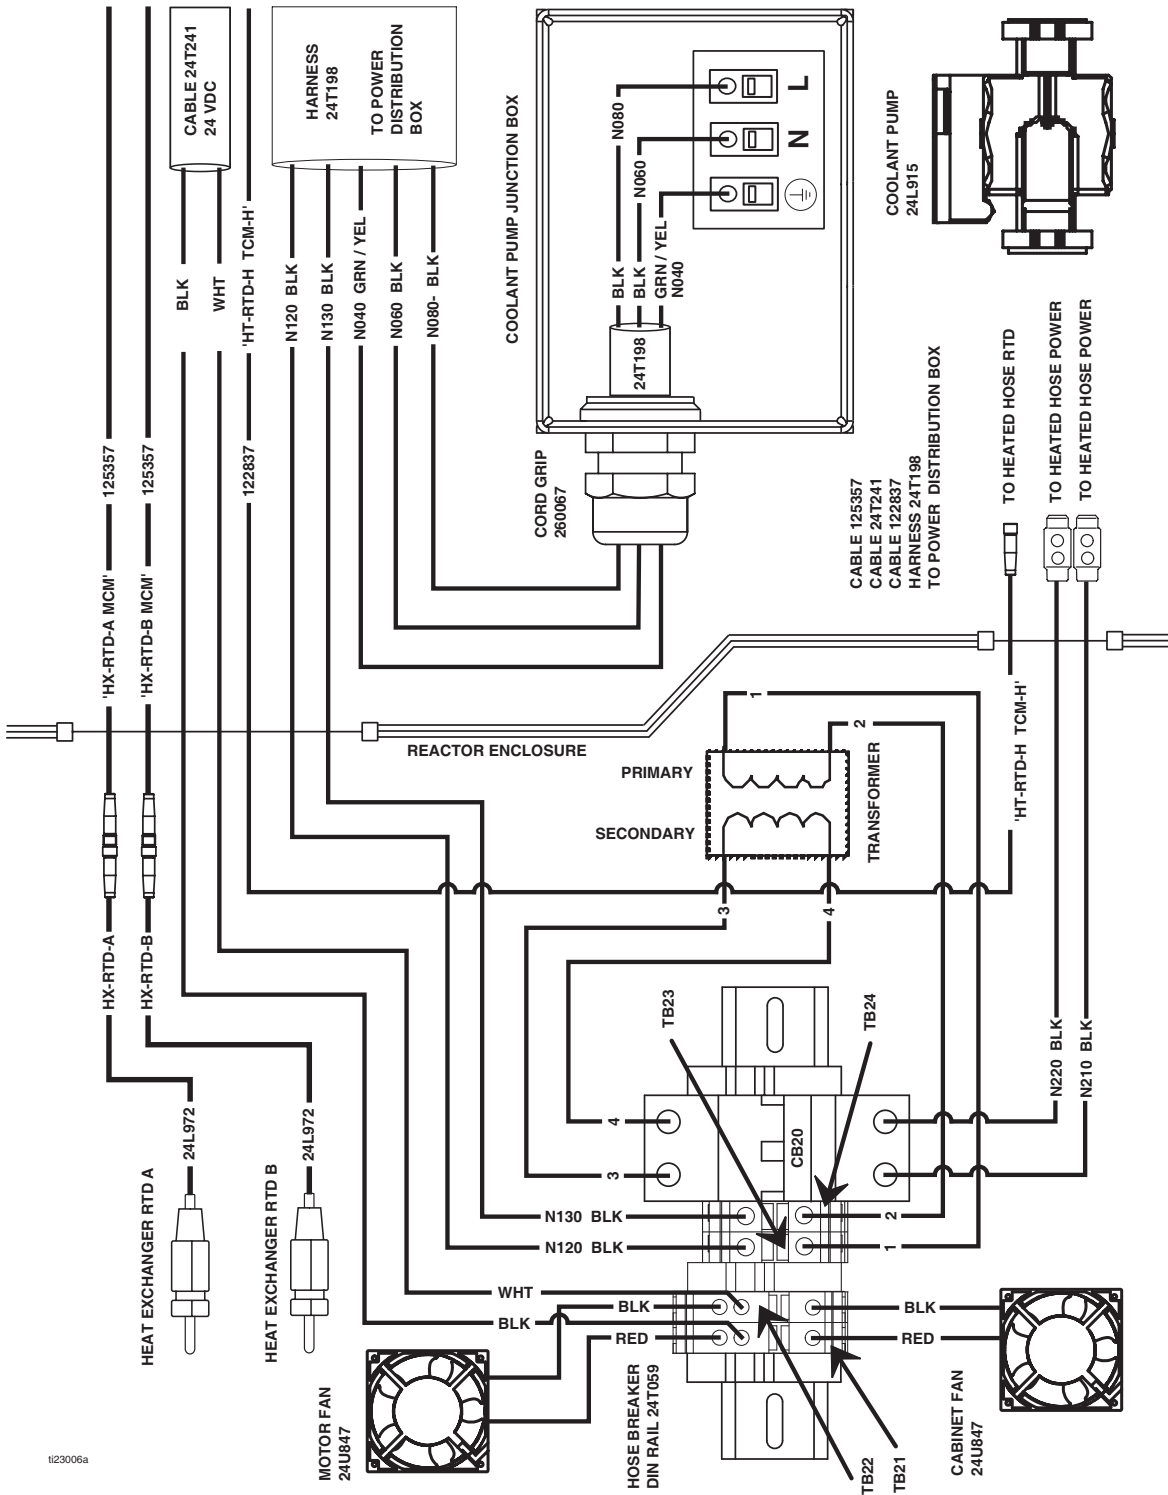 CABLE 24T241
24 VDC
HARNESS
24T198
TO POWER
DISTRIBUTION
BOX
BLK
WHT
'HT-RTD-H TCM-H'
N120 BLK
N130 BLK
N040 GRN / YEL
N060 BLK
N080- BLK
125357
125357
122837
'HX-RTD-A MCM'
'HX-RTD-B MCM'
COOLANT PUMP JUNCTION BOX
N080
N060
BLK
BLK
GRN / YEL
N040
L
N
24T198
CORD GRIP
260067
COOLANT PUMP
24L915
CABLE 125357
CABLE 24T241
CABLE 122837
HARNESS 24T198
TO POWER DISTRIBUTION BOX
TO HEATED HOSE RTD
TO HEATED HOSE POWER
TO HEATED HOSE POWER
REACTOR ENCLOSURE
PRIMARY
SECONDARY
TRANSFORMER
1
2
3
4
'HT-RTD-H TCM-H'
HX-RTD-A
HX-RTD-B
24L972
24L972
HEAT EXCHANGER RTD A
HEAT EXCHANGER RTD B
TB23
TB24
N220 BLK
N210 BLK
4
3
CB20
N130 BLK
N120 BLK
2
1
WHT
BLK
BLK
RED
BLK
RED
MOTOR FAN
24U847
HOSE BREAKER
DIN RAIL 24T059
TB22
TB21
CABINET FAN
24U847
ti23006a